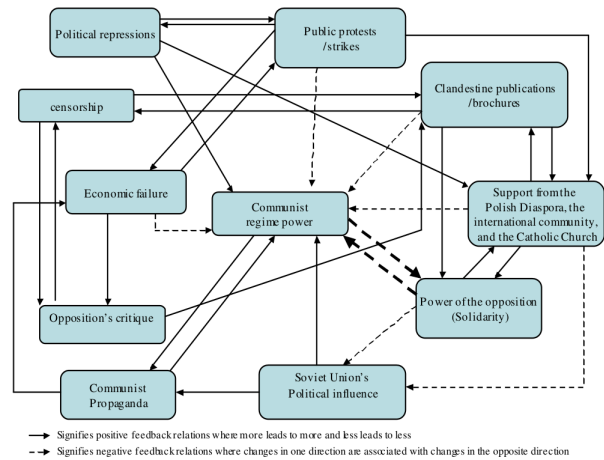 Political repressions
Public protests
/strikes
Clandestine publications
/brochures
censorship
Economic failure
Communist
regime power
Support from the
Polish Diaspora, the
international community,
and the Catholic Church
Opposition's critique
Power of the opposition
(Solidarity)
Communist
Propaganda
Soviet Union's
Political influence
Signifies positive feedback relations where more leads to more and less leads to less
Signifies negative feedback relations where changes in one direction are associated with changes in the opposite direction